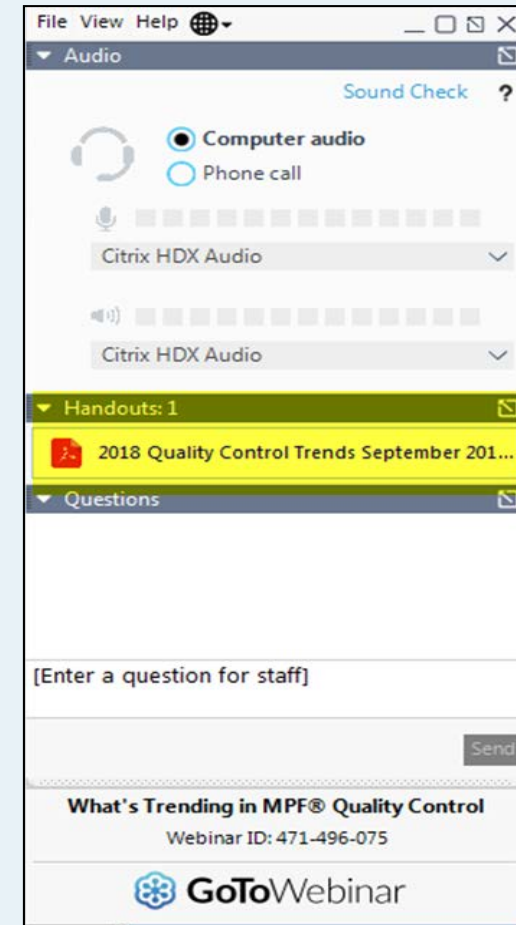 File View Help
Audio
Sound Check ?
Computer audio
Phone call
Citrix HDX Audio
Citrix HDX Audio
Handouts: 1
2018 Quality Control Trends September 201...
Questions
[Enter a question for staff]
Send
What's Trending in MPF® Quality Control
Webinar ID: 471-496-075
GoToWebinar